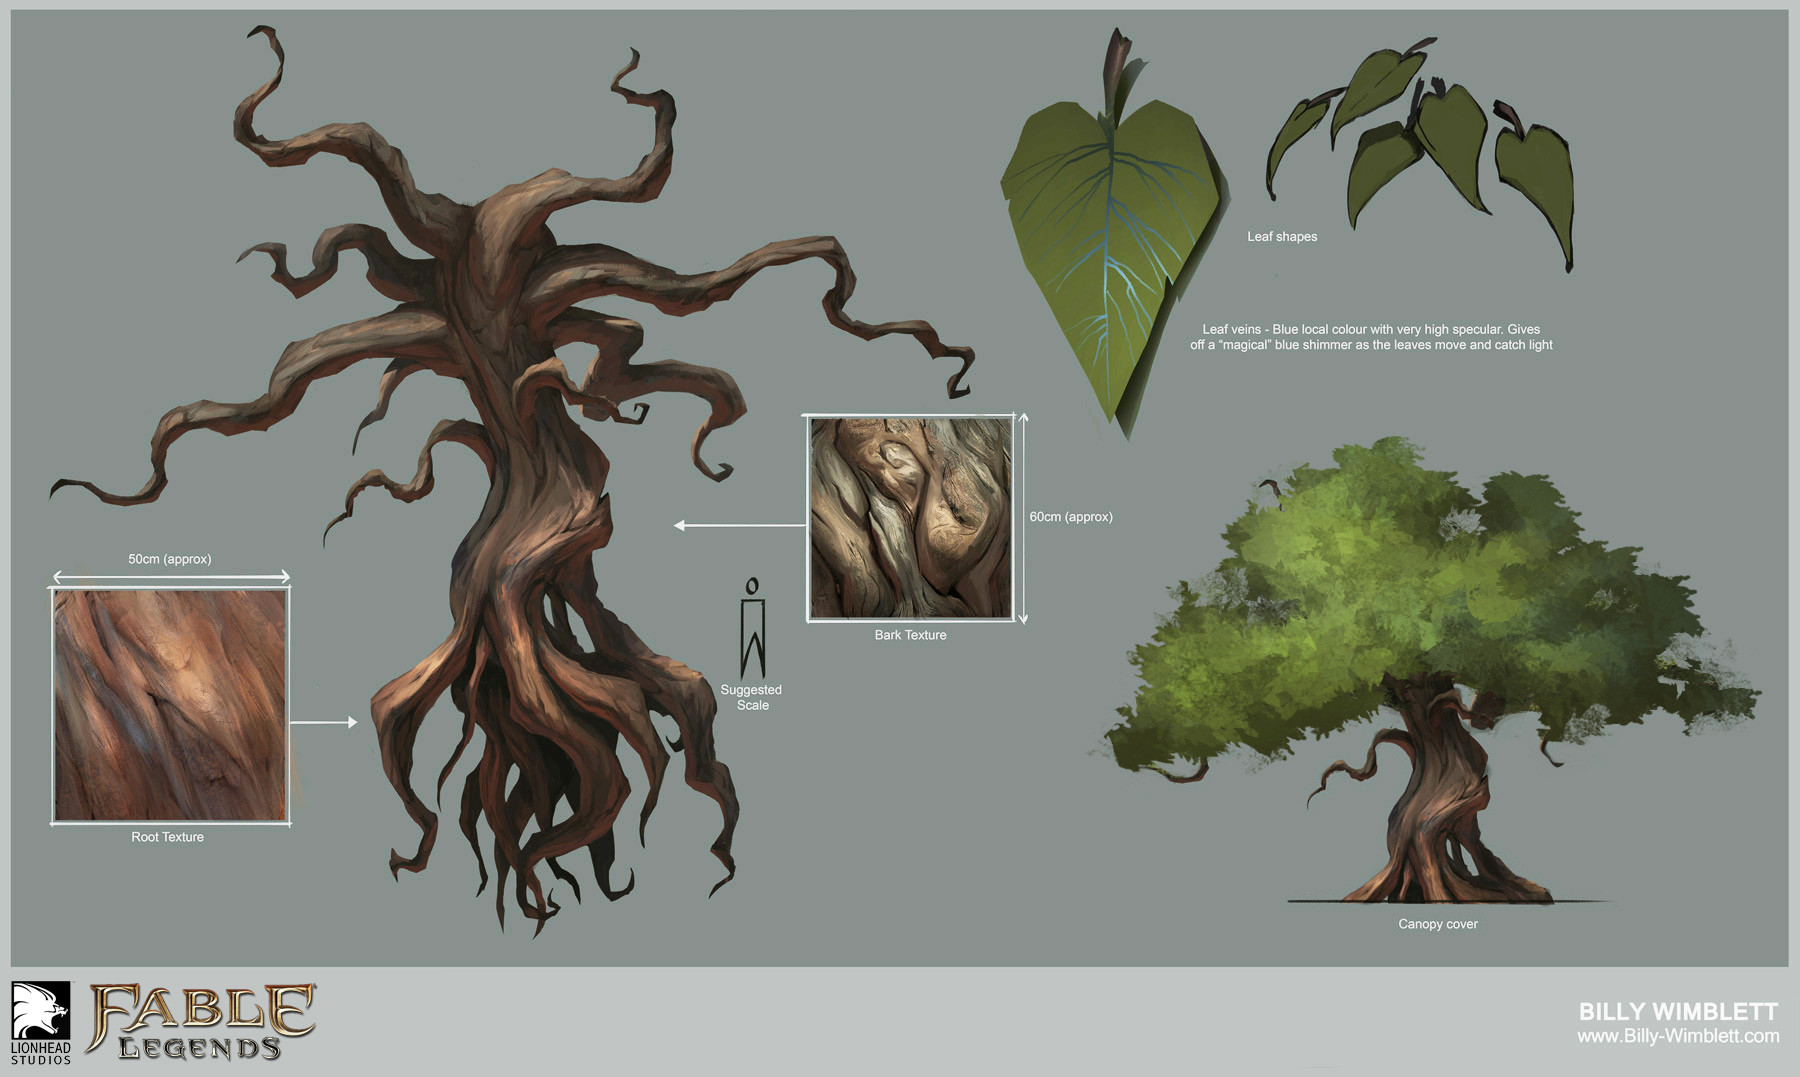 Leaf shapes
Leaf veins - Blue local colour with very high specular. Gives
off a “magical” blue shimmer as the leaves move and catch light
60cm (approx)
Bark Texture
50cm (approx)
Root Texture
Suggested
Scale
Canopy cover
LIONHEAD
STUDIOS
FABLE
LEGENDS
BILLY WIMBLETT
www.Billy-Wimblett.com